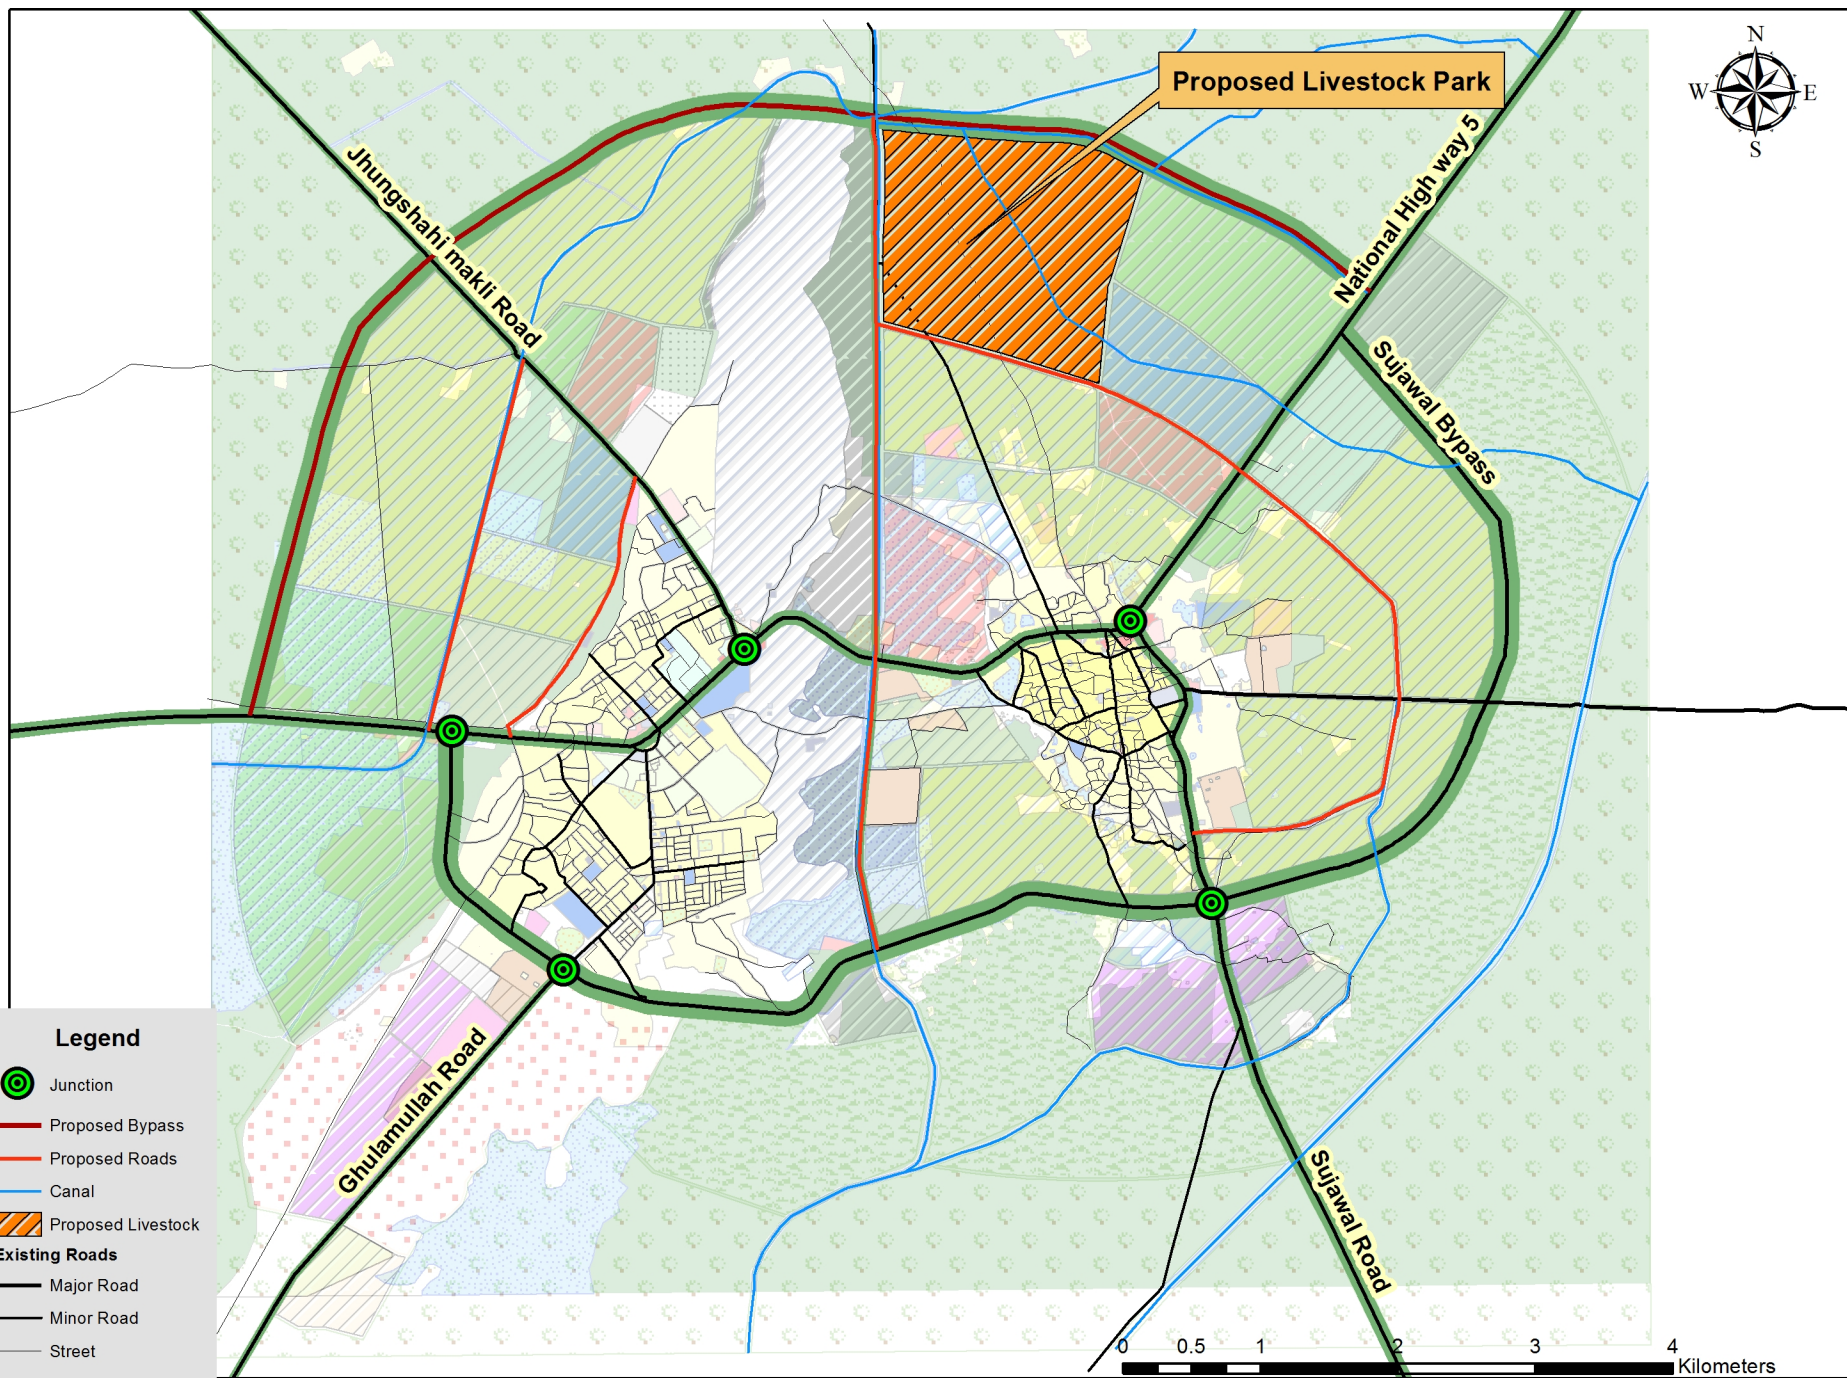 N
W E
S
Proposed Livestock Park
National High way 5
Jhungshahi makli Road
Sujawal Bypass
Ghulamullah Road
Sujawal Road
Legend
Junction
Proposed Bypass
Proposed Roads
Canal
Proposed Livestock
Existing Roads
Major Road
Minor Road
Street
0 0.5 1 2 3 4
Kilometers